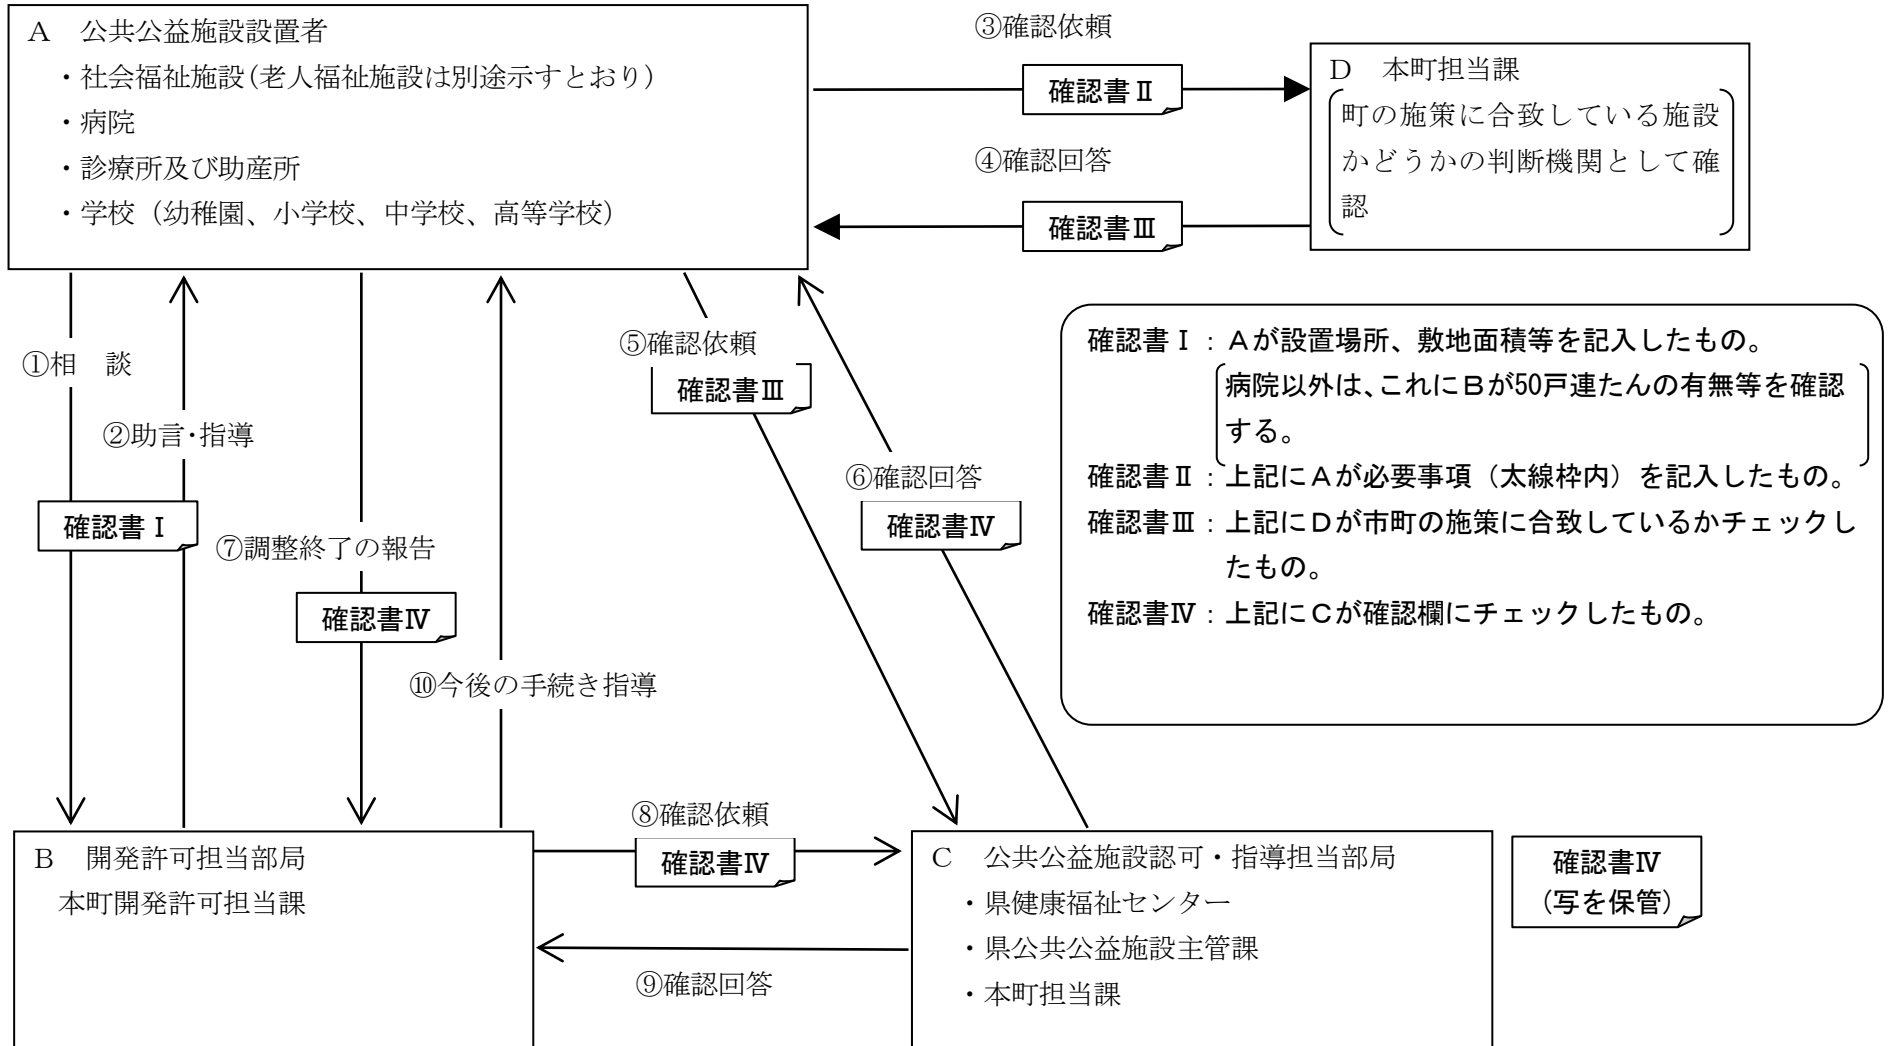 A 公共公益施設設置者
・社会福祉施設(老人福祉施設は別途示すとおり)
・病院
・診療所及び助産所
・学校（幼稚園、小学校、中学校、高等学校）
③確認依頼
確認書Ⅱ
④確認回答
確認書Ⅲ
D 本町担当課
町の施策に合致している施設
かどうかの判断機関として確
認
①相 談
②助言・指導
確認書Ⅰ
⑦調整終了の報告
確認書Ⅳ
⑩今後の手続き指導
⑤確認依頼
確認書Ⅲ
⑥確認回答
確認書Ⅳ
確認書Ⅰ：Ａが設置場所、敷地面積等を記入したもの。
病院以外は、これにＢが50戸連たんの有無等を確認
する。
確認書Ⅱ：上記にＡが必要事項（太線枠内）を記入したもの。
確認書Ⅲ：上記にＤが市町の施策に合致しているかチェックし
たもの。
確認書Ⅳ：上記にＣが確認欄にチェックしたもの。
B 開発許可担当部局
本町開発許可担当課
⑧確認依頼
確認書Ⅳ
⑨確認回答
C 公共公益施設認可・指導担当部局
・県健康福祉センター
・県公共公益施設主管課
・本町担当課
確認書Ⅳ
(写を保管)